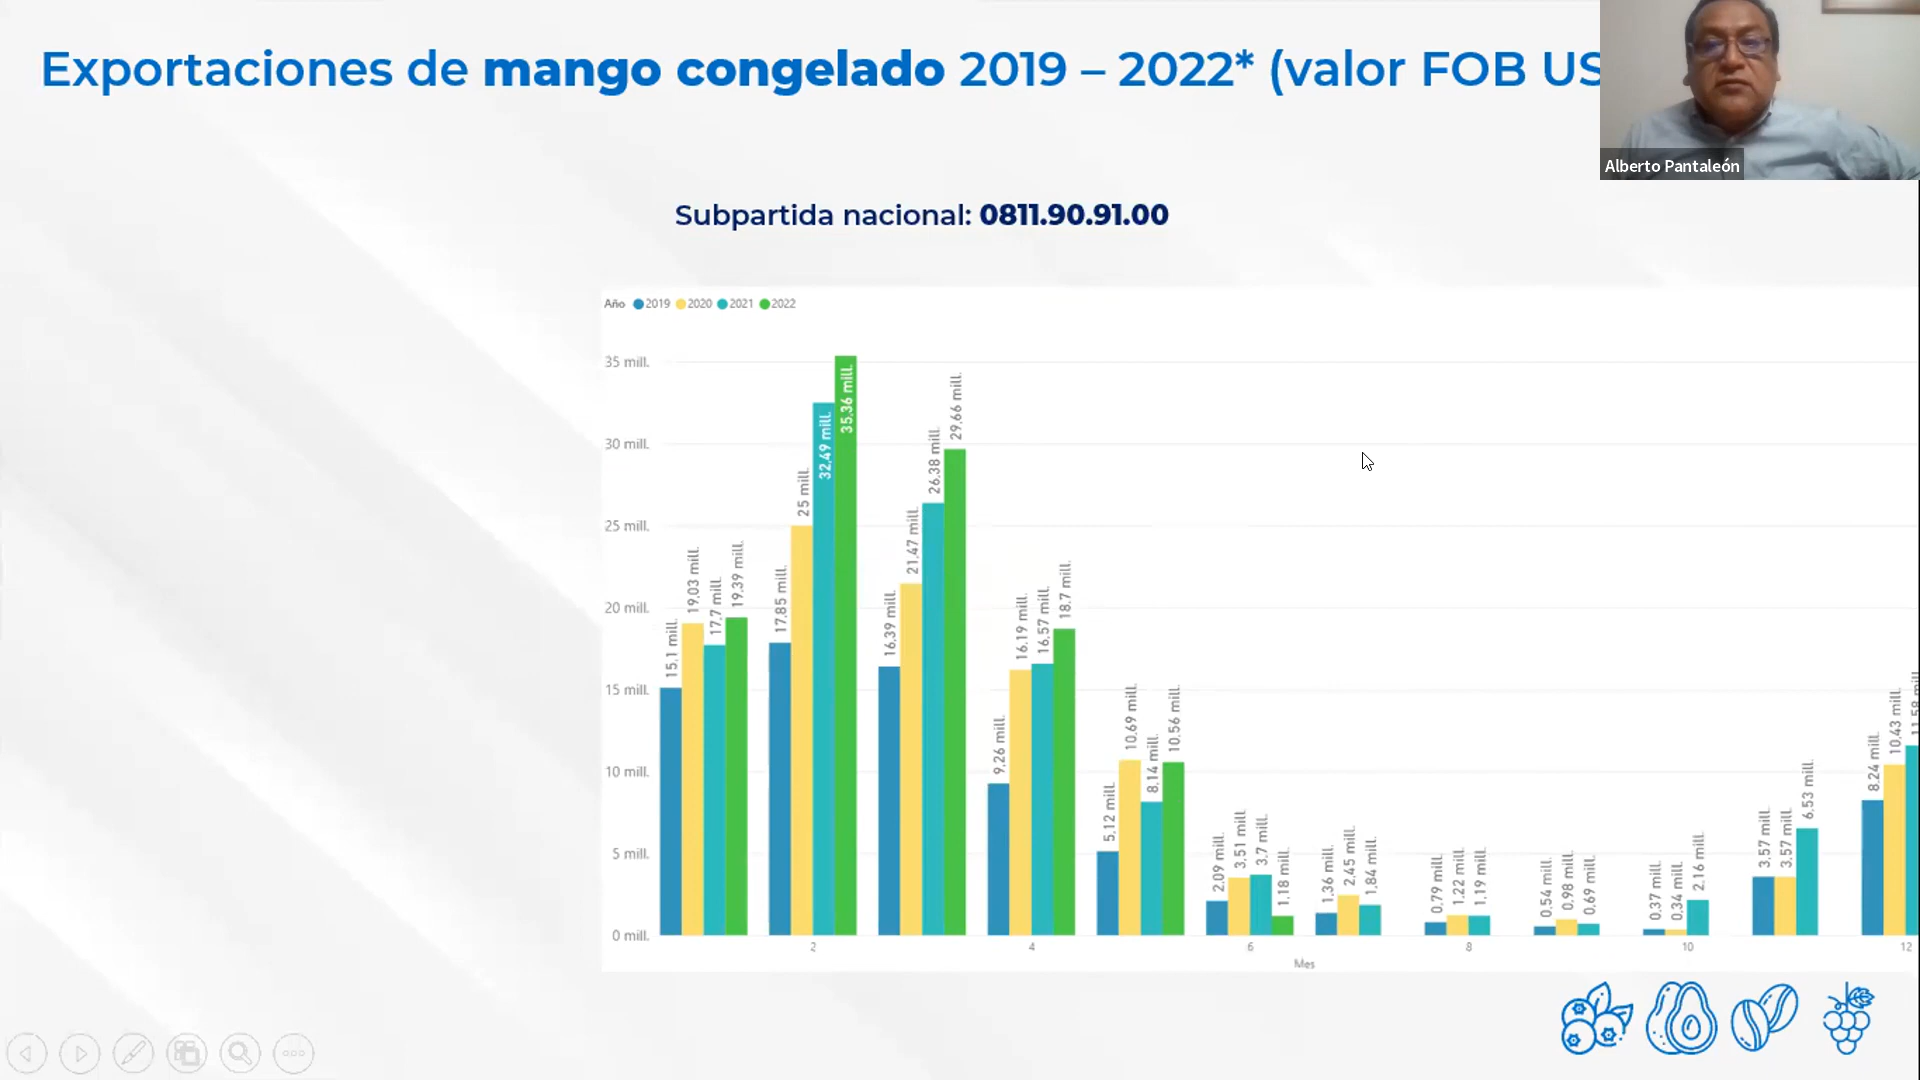 Exportaciones de mango congelado 2019 – 2022* (valor FOB US
Alberto Pantaleón
Subpartida nacional: 0811.90.91.00
Año 2019 2020 2021 2022
35 mill.
30 mill.
25 mill.
20 mill.
15 mill.
10 mill.
5 mill.
0 mill.
15,1 mill.
19,03 mill.
17,7 mill.
19,39 mill.
17,85 mill.
25 mill.
32,49 mill.
35,36 mill.
16,39 mill.
21,47 mill.
26,38 mill.
29,66 mill.
9,26 mill.
16,19 mill.
16,57 mill.
18,7 mill.
5,12 mill.
10,69 mill.
8,14 mill.
10,56 mill.
2,09 mill.
3,51 mill.
3,7 mill.
1,18 mill.
1,36 mill.
2,45 mill.
1,84 mill.
0,79 mill.
1,22 mill.
1,19 mill.
0,54 mill.
0,98 mill.
0,69 mill.
0,37 mill.
0,34 mill.
2,16 mill.
3,57 mill.
3,57 mill.
6,53 mill.
8,24 mill.
10,43 mill.
11,58 mill.
2 4 6 8 10 12
Mes